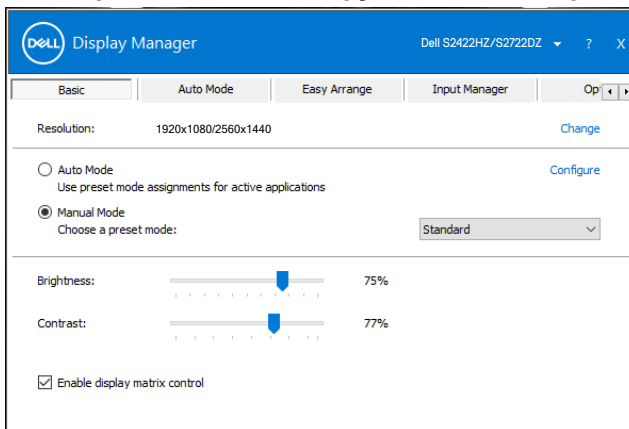 DELL Display Manager Dell S2422HZ/S2722DZ ? X
Basic Auto Mode Easy Arrange Input Manager Op
Resolution: 1920x1080/2560x1440 Change
Auto Mode Configure
Use preset mode assignments for active applications
Manual Mode
Choose a preset mode: Standard
Brightness: 75%
Contrast: 77%
Enable display matrix control